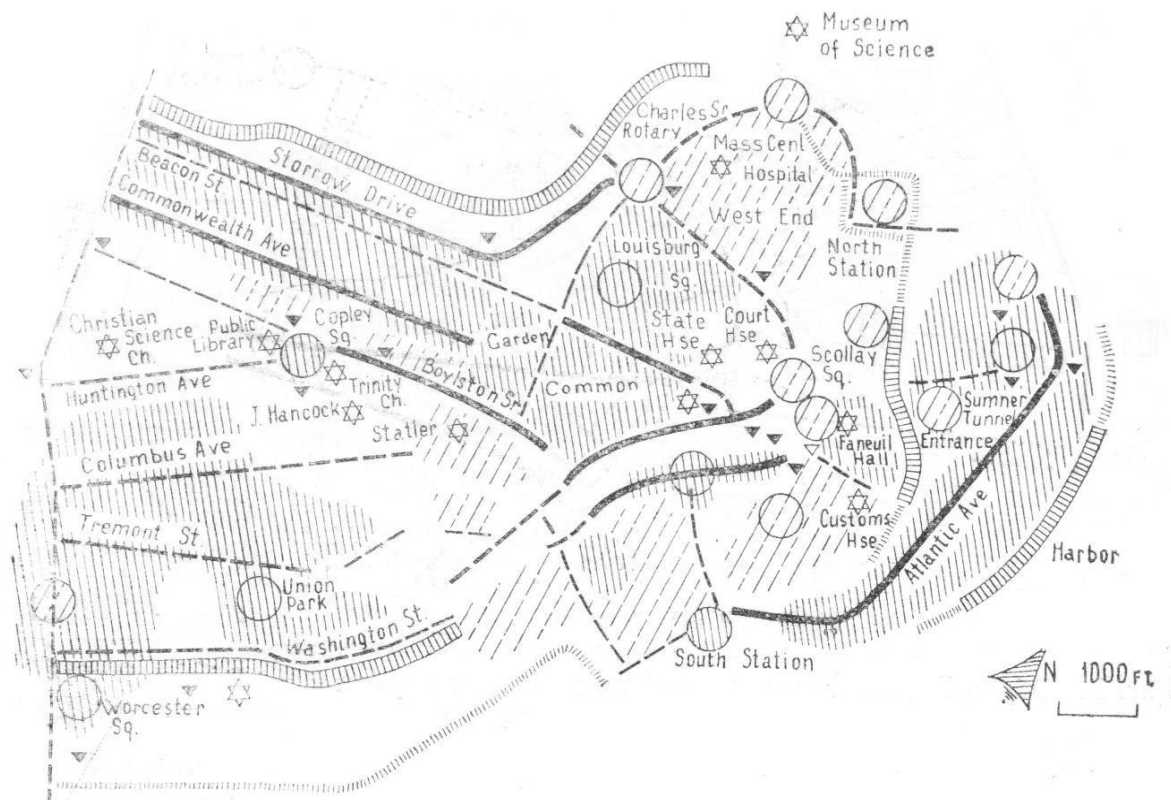 Museum
of Science
Charles Sr.
Rotary
Mass Cenl
Hospital
West End
North
Station
Storrow Drive
Beacon St.
Commonwealth Ave
Louisburg
Sq.
State
Hse
Court
Hse
Scollay
Sq.
Christian
Science
Ch.
Public
Library
Copley
Sq.
Garden
Common
Boylston Sr.
Huntington Ave
Trinity
Ch.
J. Hancock
Statler
Faneuil
Hall
Sumner
Tunnel
Entrance
Columbus Ave
Customs
Hse
Atlantic Ave
Tremont St
Harbor
Union
Park
Washington St.
South Station
Worcester
Sq.
N 1000 FT.